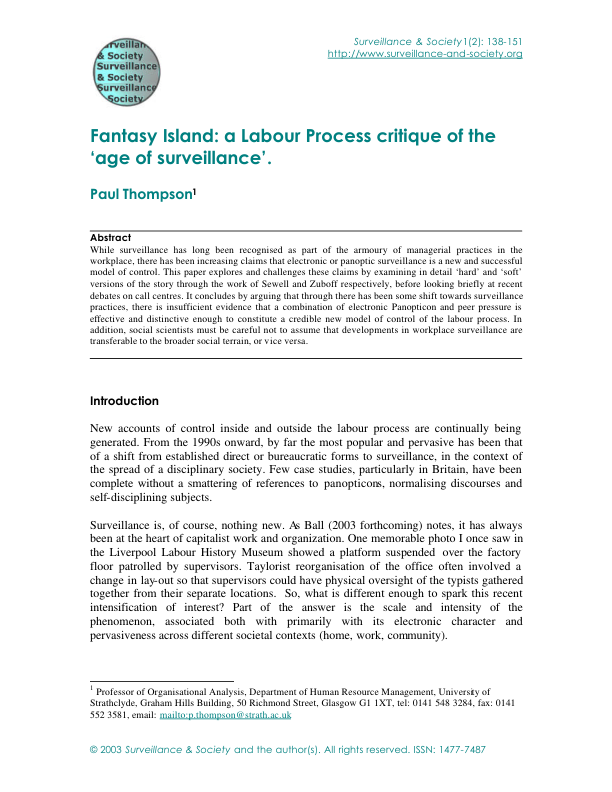 Surveillance & Society 1(2): 138-151
http://www.surveillance-and-society.org
Surveillan
& Society
Surveillance
& Society
Surveillance
& Society
Surveillance
Society
Fantasy Island: a Labour Process critique of the
‘age of surveillance’.
Paul Thompson1
Abstract
While surveillance has long been recognised as part of the armoury of managerial practices in the
workplace, there has been increasing claims that electronic or panoptic surveillance is a new and successful
model of control. This paper explores and challenges these claims by examining in detail ‘hard’ and ‘soft’
versions of the story through the work of Sewell and Zuboff respectively, before looking briefly at recent
debates on call centres. It concludes by arguing that through there has been some shift towards surveillance
practices, there is insufficient evidence that a combination of electronic Panopticon and peer pressure is
effective and distinctive enough to constitute a credible new model of control of the labour process. In
addition, social scientists must be careful not to assume that developments in workplace surveillance are
transferable to the broader social terrain, or vice versa.
Introduction
New accounts of control inside and outside the labour process are continually being
generated. From the 1990s onward, by far the most popular and pervasive has been that
of a shift from established direct or bureaucratic forms to surveillance, in the context of
the spread of a disciplinary society. Few case studies, particularly in Britain, have been
complete without a smattering of references to panopticons, normalising discourses and
self-disciplining subjects.
Surveillance is, of course, nothing new. As Ball (2003 forthcoming) notes, it has always
been at the heart of capitalist work and organization. One memorable photo I once saw in
the Liverpool Labour History Museum showed a platform suspended over the factory
floor patrolled by supervisors. Taylorist reorganisation of the office often involved a
change in lay-out so that supervisors could have physical oversight of the typists gathered
together from their separate locations. So, what is different enough to spark this recent
intensification of interest? Part of the answer is the scale and intensity of the
phenomenon, associated both with primarily with its electronic character and
pervasiveness across different societal contexts (home, work, community).
1 Professor of Organisational Analysis, Department of Human Resource Management, University of
Strathclyde, Graham Hills Building, 50 Richmond Street, Glasgow G1 1XT, tel: 0141 548 3284, fax: 0141
552 3581, email: mailto:p.thompson@strath.ac.uk
© 2003 Surveillance & Society and the author(s). All rights reserved. ISSN: 1477-7487